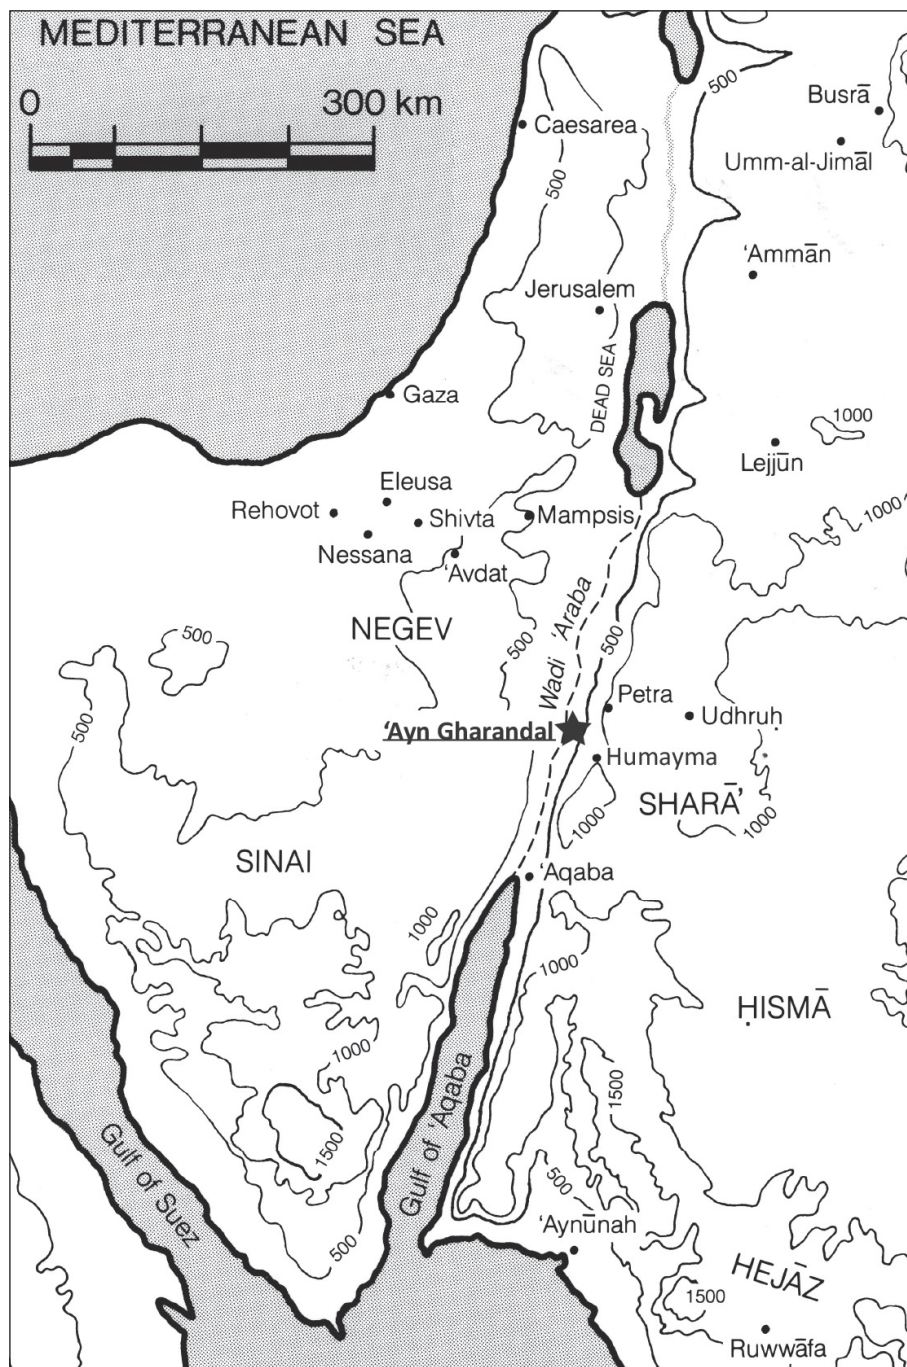 MEDITERRANEAN SEA
0 300 km
500
Busrā
Caesarea
Umm-al-Jimāl
500
‘Ammān
Jerusalem
DEAD SEA
Gaza
1000
Lejjūn
Eleusa
Rehovot
Shivta
Mampsis
1000
Nessana
‘Avdat
Wadi ‘Araba
500
NEGEV
500
500
500
Petra
Udhruḥ
‘Ayn Gharandal
Humayma
SHARĀ’
1000
1000
SINAI
‘Aqaba
1000
1000
ḤISMĀ
1000
1500
Gulf of ‘Aqaba
1500
Gulf of Suez
500
500
‘Aynūnah
HEJĀZ
1500
Ruwwāfa